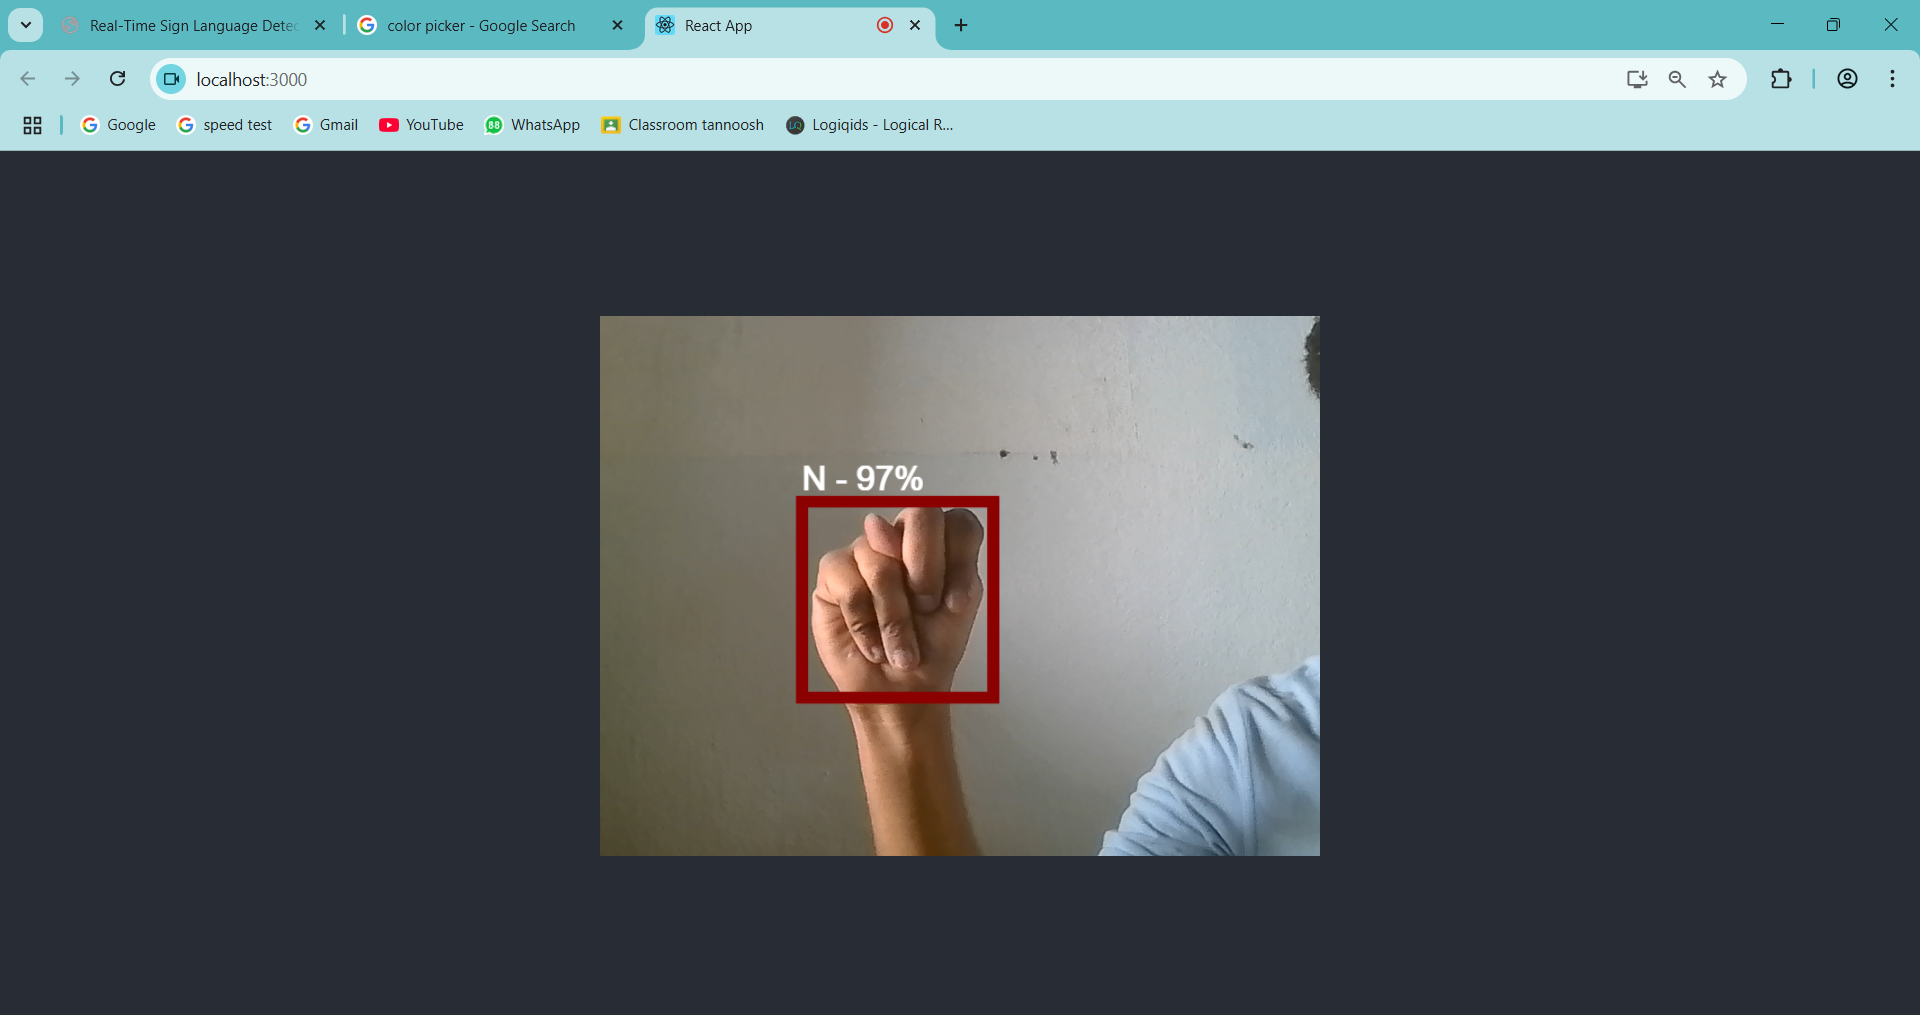 Real-Time Sign Language Detec
color picker - Google Search
React App
localhost:3000
Google
speed test
Gmail
YouTube
88
WhatsApp
Classroom tannoosh
Logiqids - Logical R...
N - 97%